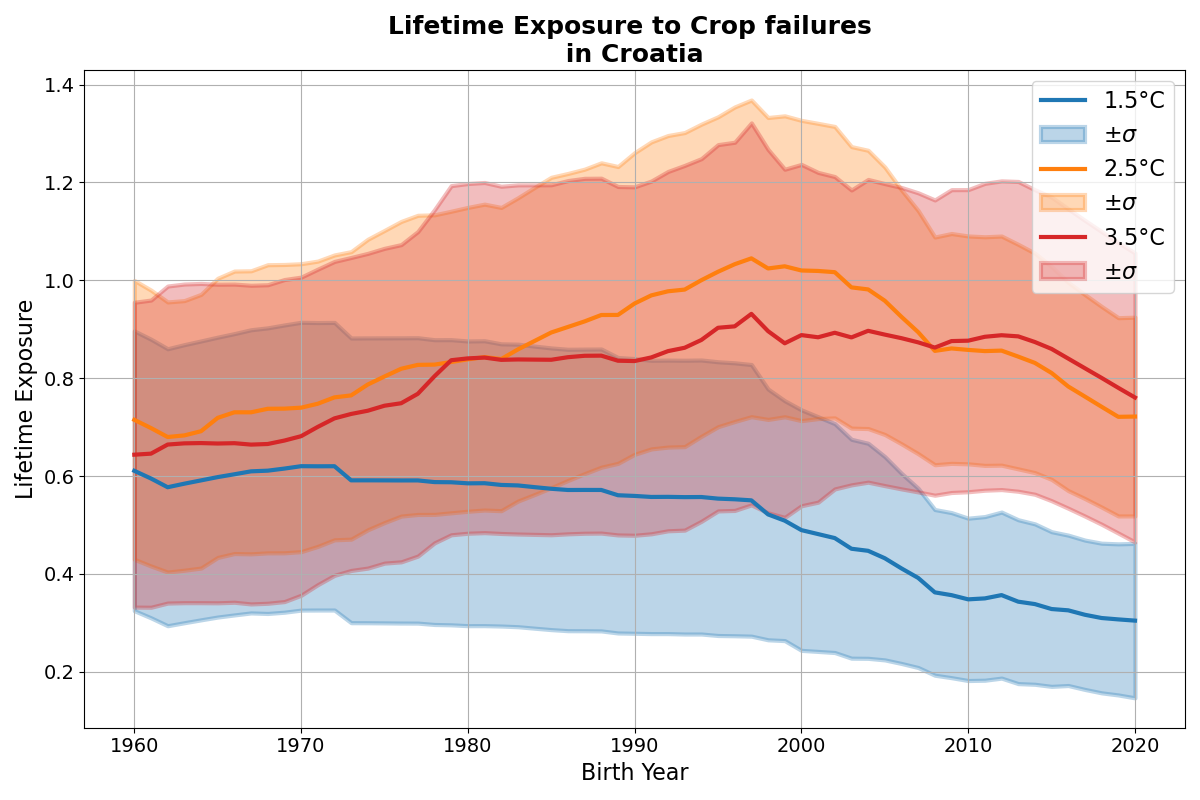 Lifetime Exposure to Crop failures
in Croatia
1.5°C
±σ
2.5°C
±σ
3.5°C
±σ
Lifetime Exposure
1.4
1.2
1.0
0.8
0.6
0.4
0.2
1960 1970 1980 1990 2000 2010 2020
Birth Year